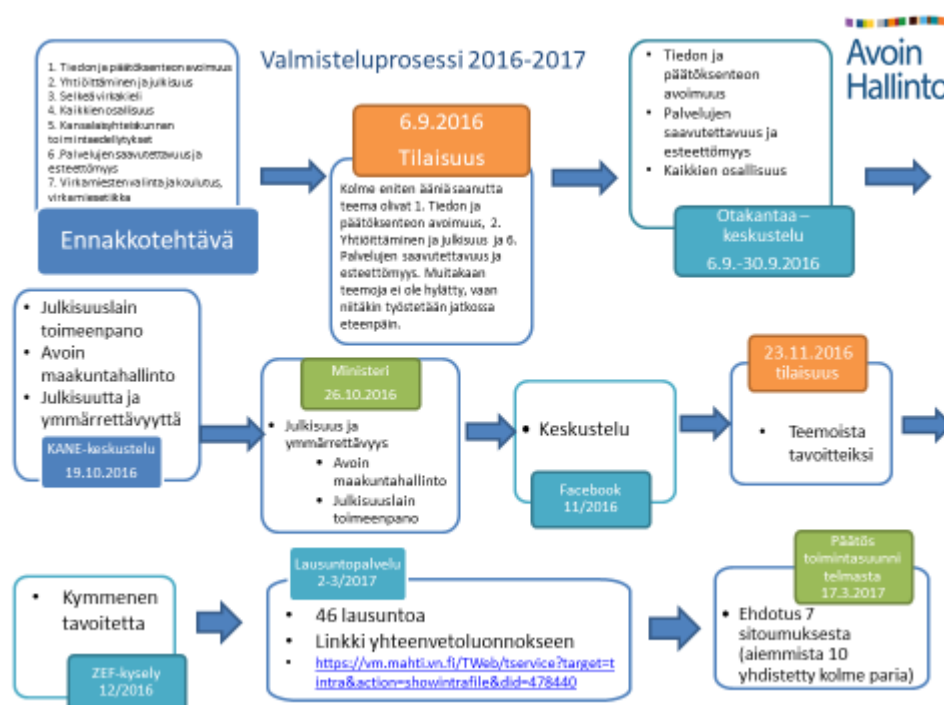 Valmisteluprosessi 2016-2017
Avoin
Hallinto
1. Tiedon ja päätöksenteon avoimuus
2. Yhtiöittäminen ja julkisuus
3. Selkeä virkakieli
4. Kaikkien osallisuus
5. Kansalaisyhteiskunnan
toimintaedellytykset
6 .Palvelujen saavutettavuus ja
esteettömyys
7. Virkamiesten valinta ja koulutus,
virkamiesetiikka
Ennakkotehtävä
6.9.2016
Tilaisuus
Kolme eniten ääniä saanutta
teema olivat 1. Tiedon ja
päätöksenteon avoimuus, 2.
Yhtiöittäminen ja julkisuus ja 6.
Palvelujen saavutettavuus ja
esteettömyys. Muitakaan
teemoja ei ole hylätty, vaan
niitäkin työstetään jatkossa
eteenpäin.
• Tiedon ja
päätöksenteon
avoimuus
• Palvelujen
saavutettavuus ja
esteettömyys
• Kaikkien osallisuus
Otakantaa –
keskustelu
6.9.-30.9.2016
• Julkisuuslain
toimeenpano
• Avoin
maakuntahallinto
• Julkisuutta ja
ymmärrettävyyttä
KANE-keskustelu
19.10.2016
Ministeri
26.10.2016
• Julkisuus ja
ymmärrettävyys
• Avoin
maakuntahallinto
• Julkisuuslain
toimeenpano
• Keskustelu
Facebook
11/2016
23.11.2016
tilaisuus
• Teemoista
tavoitteiksi
• Kymmenen
tavoitetta
ZEF-kysely
12/2016
Lausuntopalvelu
2-3/2017
• 46 lausuntoa
• Linkki yhteenvetoluonnokseen
• https://vm.mahti.vn.fi/TWeb/tservice?target=t
intra&action=showintrafile&did=478440
Päätös
toimintasuunni
telmasta
17.3.2017
• Ehdotus 7
sitoumuksesta
(aiemmista 10
yhdistetty kolme paria)